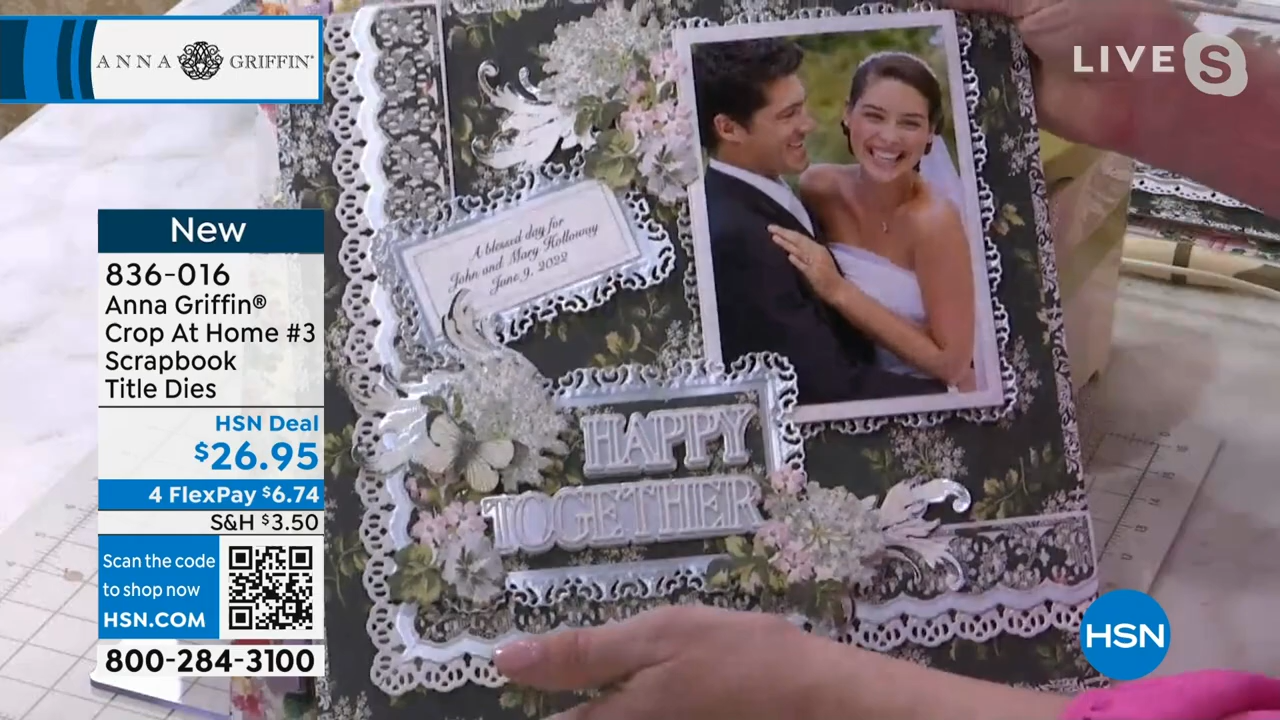 ANNA GRIFFIN®
LIVE S
New
836-016
Anna Griffin®
Crop At Home #3
Scrapbook
Title Dies
HSN Deal
$26.95
4 FlexPay $6.74
S&H $3.50
Scan the code
to shop now
HSN.COM
800-284-3100
A blessed day for
John and Mary Holloway
June 9, 2022
HAPPY
TOGETHER
HSN